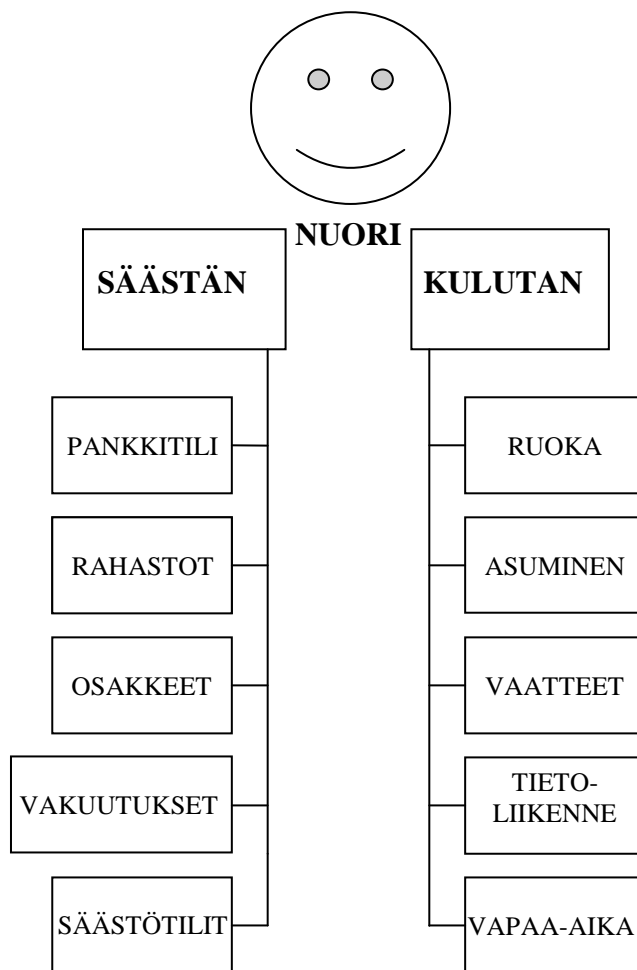 NUORI
SÄÄSTÄN
KULUTAN
PANKKITILI
RUOKA
RAHASTOT
ASUMINEN
OSAKKEET
VAATTEET
VAKUUTUKSET
TIETO-
LIIKENNE
SÄÄSTÖTILIT
VAPAA-AIKA